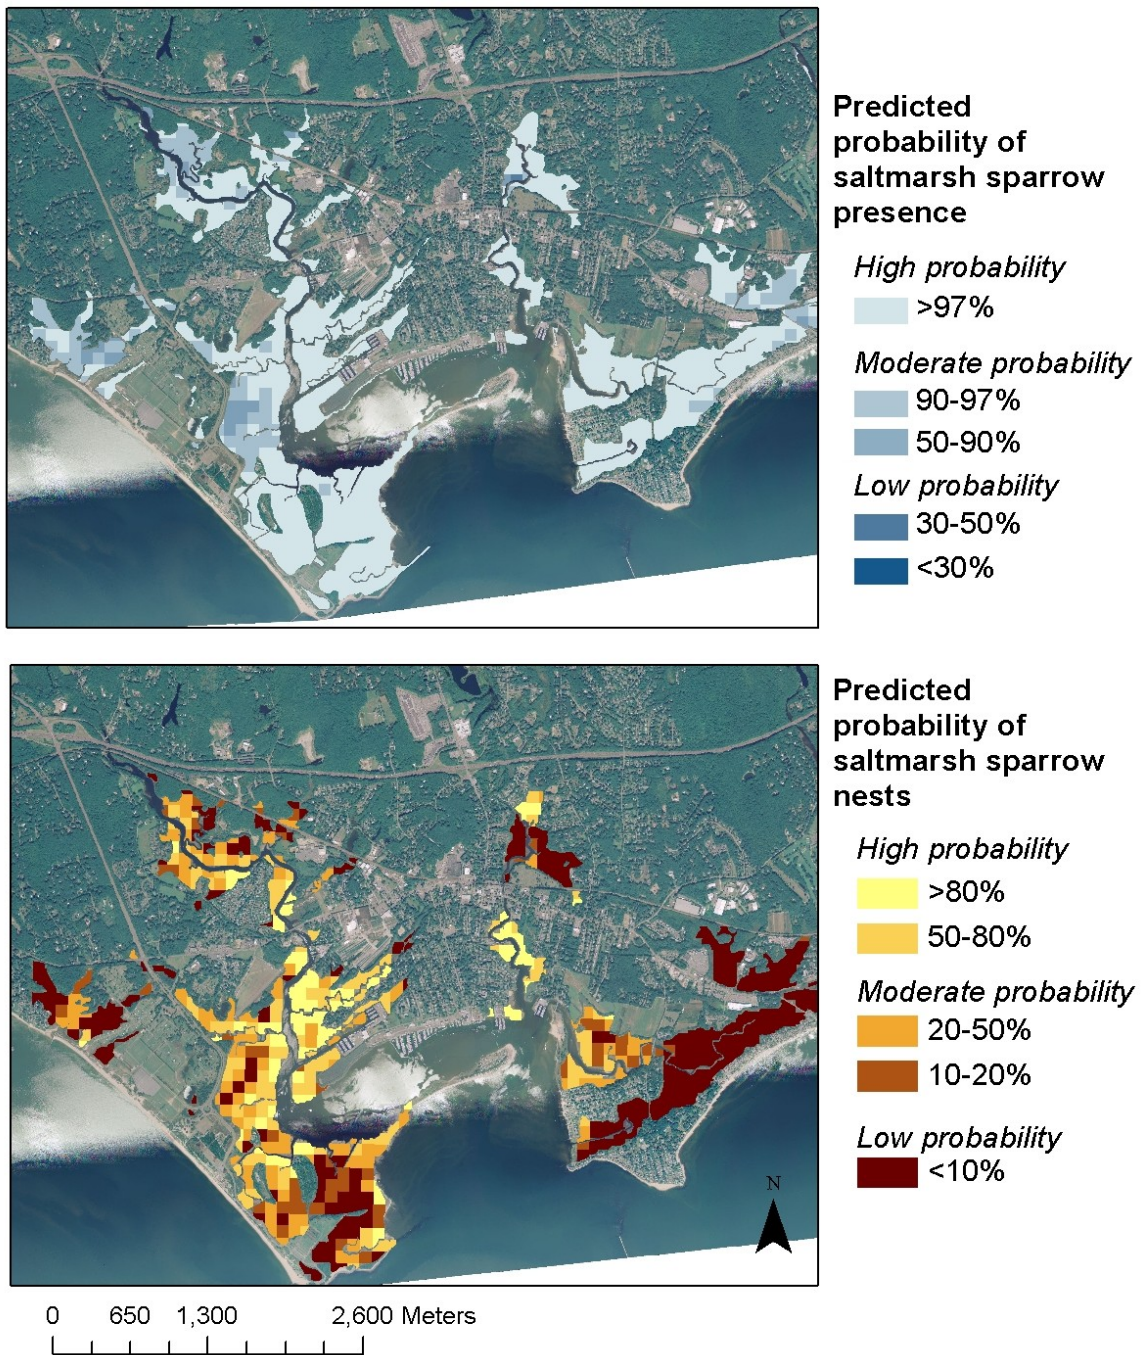 Predicted
probability of
saltmarsh sparrow
presence
High probability
>97%
Moderate probability
90-97%
50-90%
Low probability
30-50%
<30%
Predicted
probability of
saltmarsh sparrow
nests
High probability
>80%
50-80%
Moderate probability
20-50%
10-20%
Low probability
<10%
N
0 650 1,300 2,600 Meters